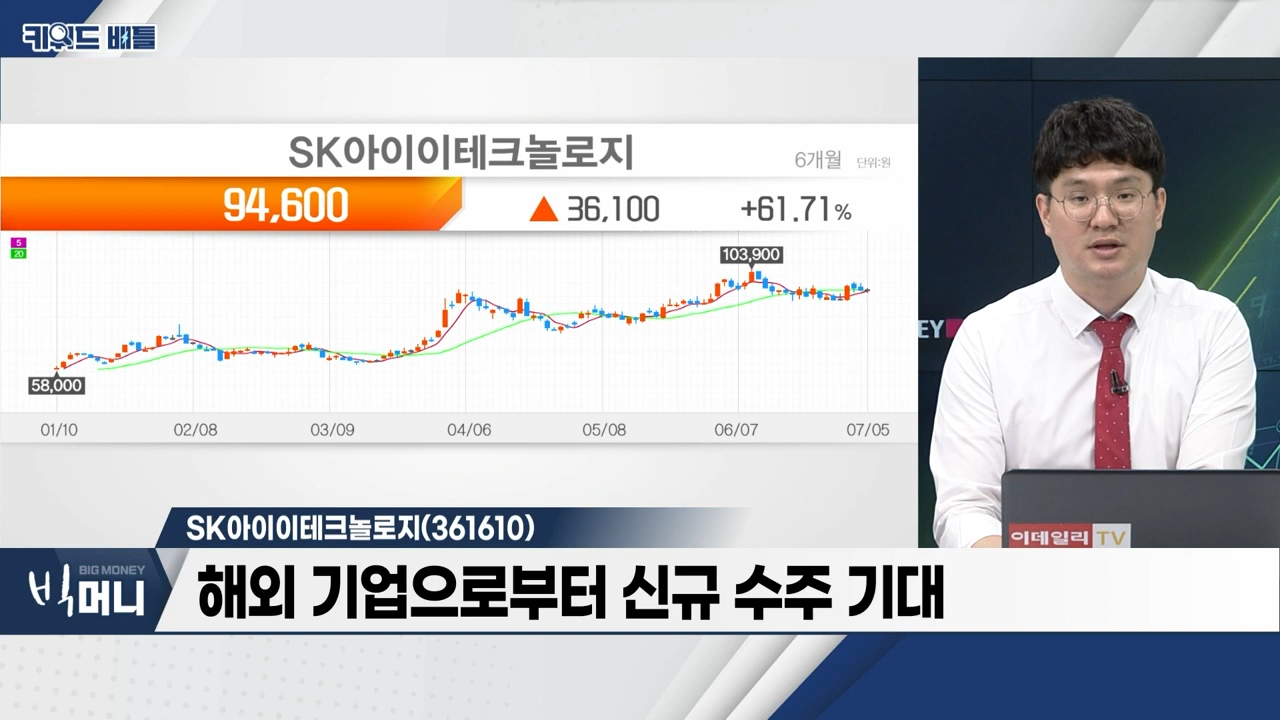 키워드 배틀
SK아이이테크놀로지
6개월 단위:원
94,600 ▲ 36,100 +61.71%
5
20
103,900
58,000
01/10 02/08 03/09 04/06 05/08 06/07 07/05
EY
이데일리 TV
SK아이이테크놀로지(361610)
BIG MONEY
빅머니
해외 기업으로부터 신규 수주 기대